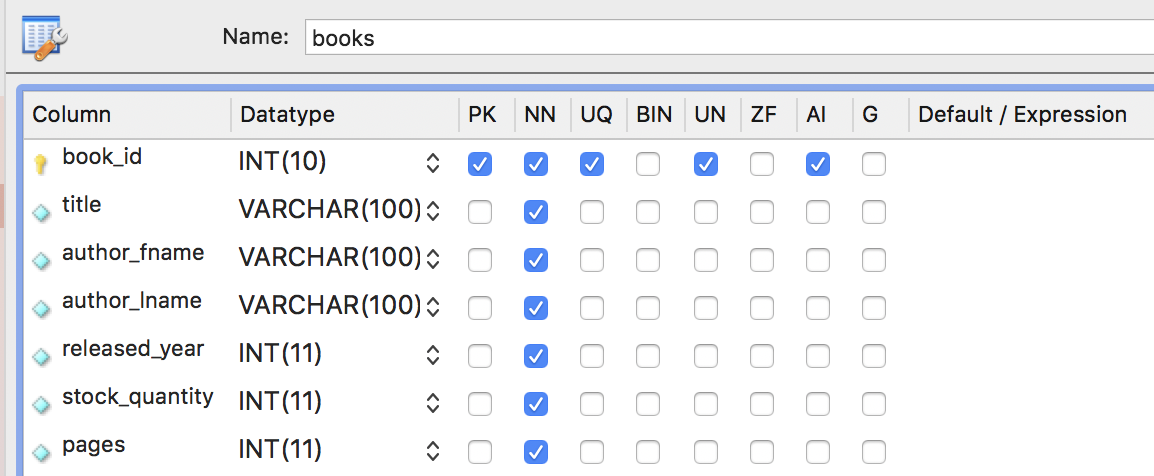 Name: books
Column Datatype PK NN UQ BIN UN ZF AI G Default / Expression
book_id INT(10)
title VARCHAR(100)
author_fname VARCHAR(100)
author_lname VARCHAR(100)
released_year INT(11)
stock_quantity INT(11)
pages INT(11)